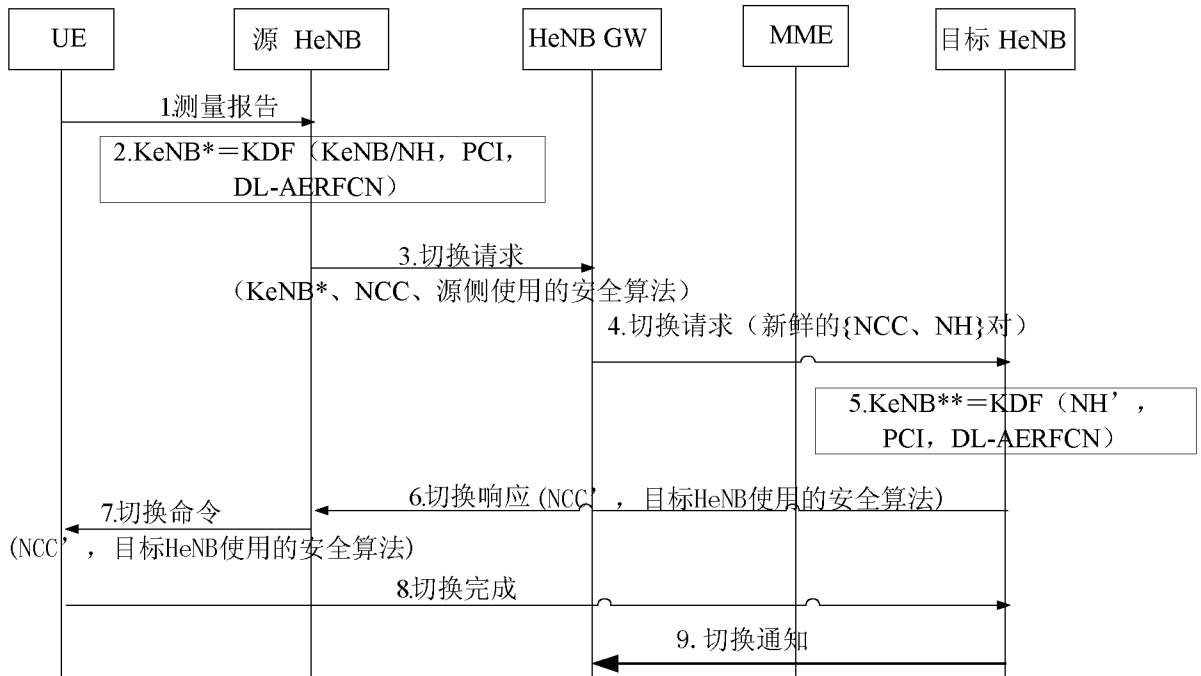 UE
源 HeNB
HeNB GW
MME
目标 HeNB
1.测量报告
2.KeNB*＝KDF（KeNB/NH，PCI，
DL-AERFCN）
3.切换请求
（KeNB*、NCC、源侧使用的安全算法）
4.切换请求（新鲜的{NCC、NH}对）
5.KeNB**＝KDF（NH’，
PCI，DL-AERFCN）
6.切换响应(NCC’，目标HeNB使用的安全算法)
7.切换命令
(NCC’，目标HeNB使用的安全算法)
8.切换完成
9.切换通知